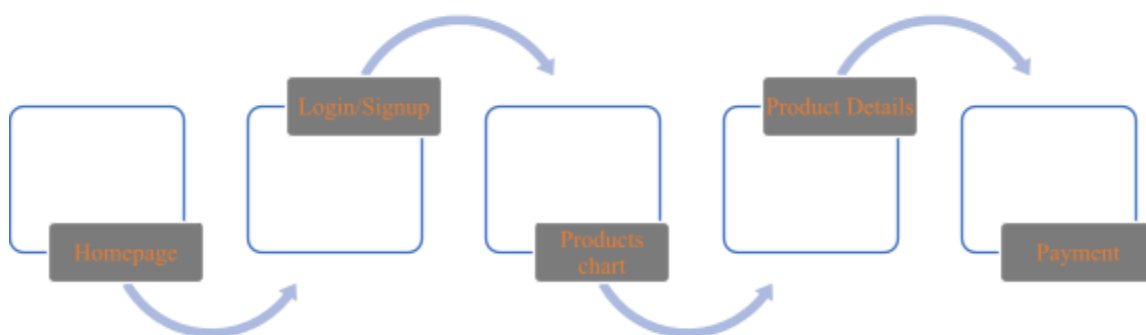 Homepage
Login/Signup
Products
chart
Product Details
Payment